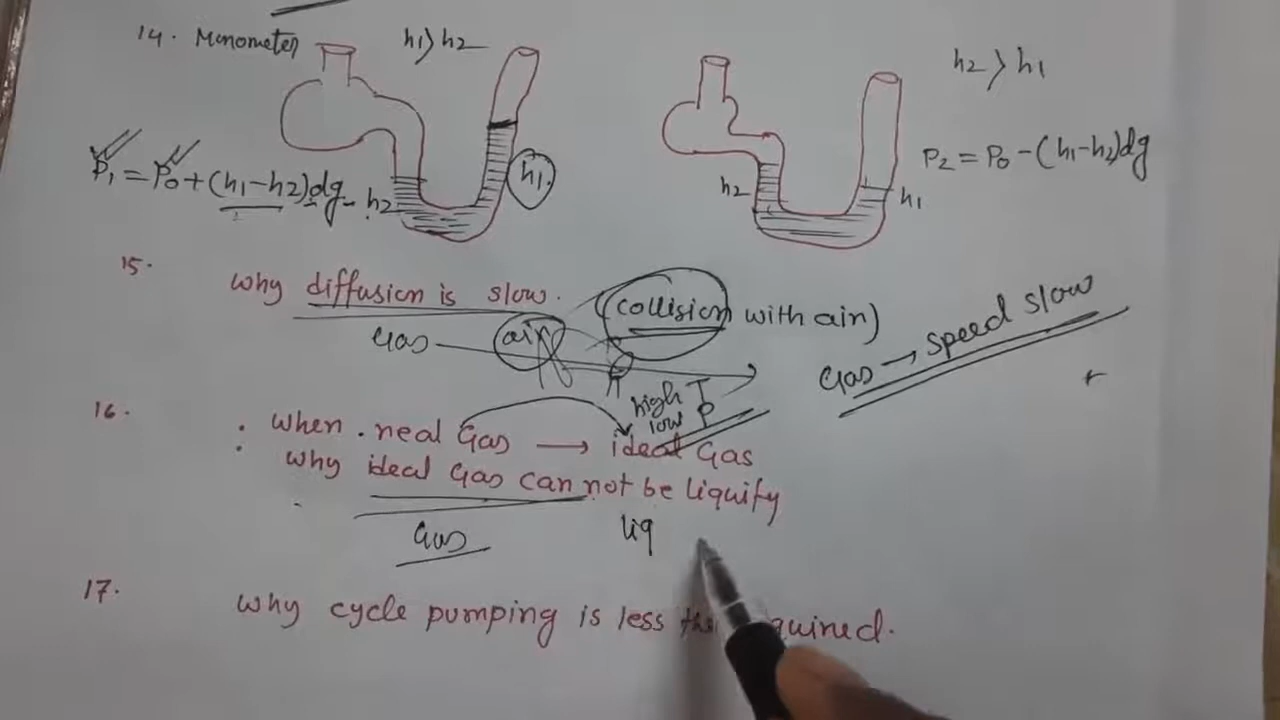 14. Manometer
h1>h2
h2>h1
P1 = P0 + (h1-h2)dg
h2
h1
P2 = P0 - (h1-h2)dg
h2
h1
15. Why diffusion is slow. (collision with air)
Gas air
Gas → speed slow
high T
low P
16. : When real Gas → ideal Gas
Why ideal Gas can not be liquify
Gas liq
17. Why cycle pumping is less